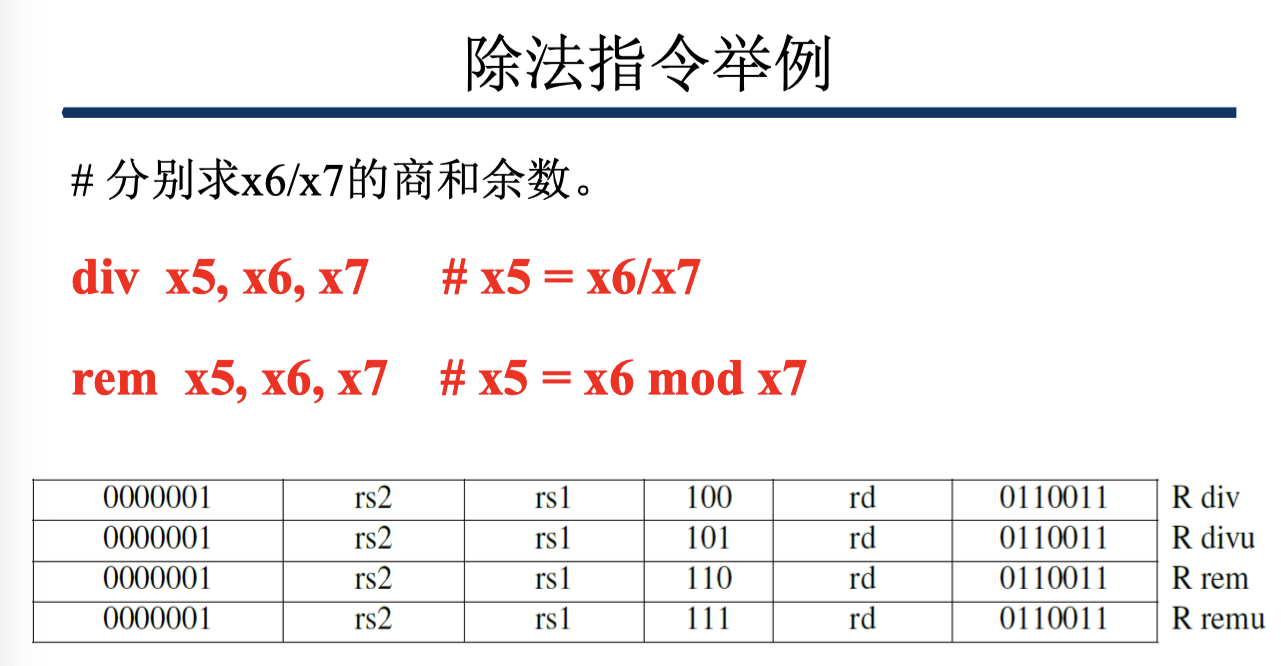 除法指令举例
# 分别求x6/x7的商和余数。
div x5, x6, x7 # x5 = x6/x7
rem x5, x6, x7 # x5 = x6 mod x7
0000001 rs2 rs1 100 rd 0110011 R div
0000001 rs2 rs1 101 rd 0110011 R divu
0000001 rs2 rs1 110 rd 0110011 R rem
0000001 rs2 rs1 111 rd 0110011 R remu